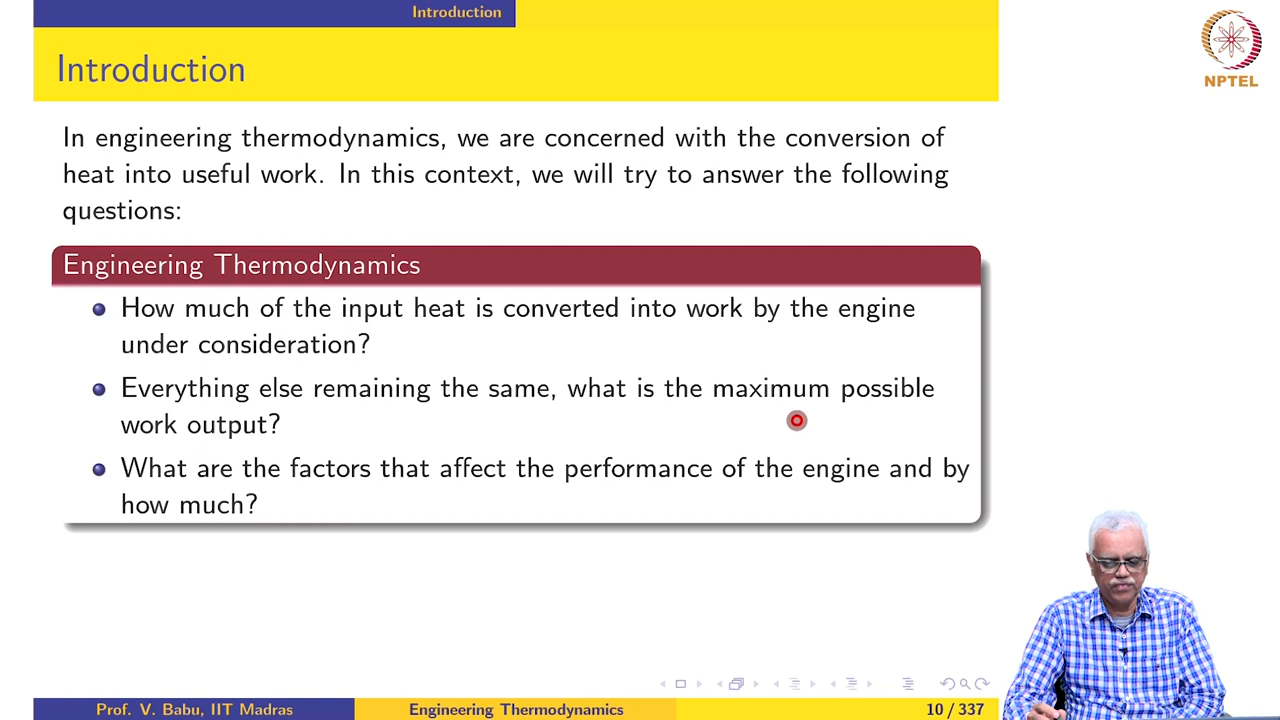 Introduction
NPTEL
Introduction
In engineering thermodynamics, we are concerned with the conversion of
heat into useful work. In this context, we will try to answer the following
questions:
Engineering Thermodynamics
How much of the input heat is converted into work by the engine
under consideration?
Everything else remaining the same, what is the maximum possible
work output?
What are the factors that affect the performance of the engine and by
how much?
Prof. V. Babu, IIT Madras
Engineering Thermodynamics
10 / 337